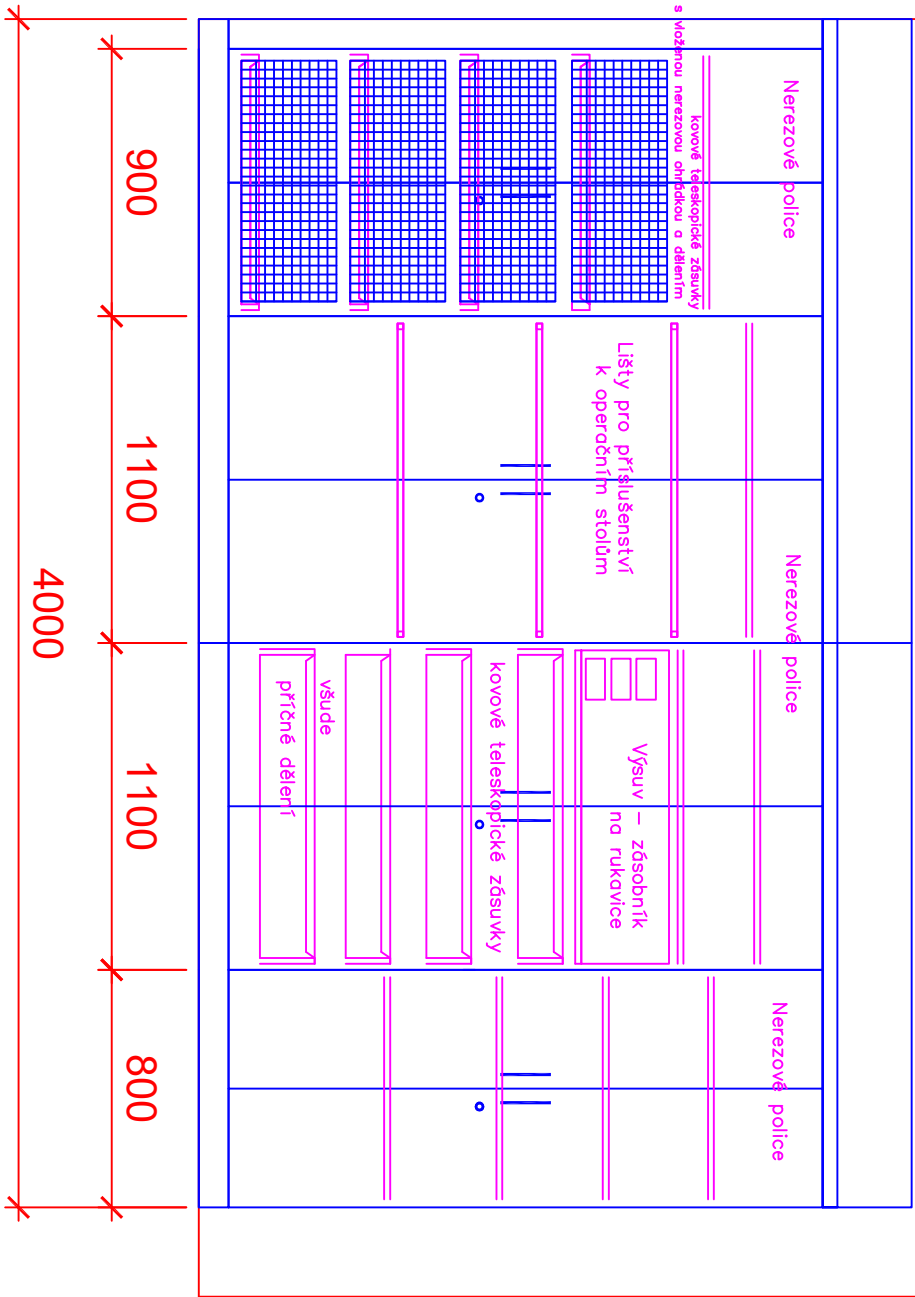 Nerezové police
kovové teleskopické zásuvky
s vloženou nerezovou ohrádkou a dělením
Lišty pro příslušenství
k operačním stolům
Nerezové police
Výsuv – zásobník
na rukavice
kovové teleskopické zásuvky
všude
příčné dělení
Nerezové police
900
1100
1100
800
4000